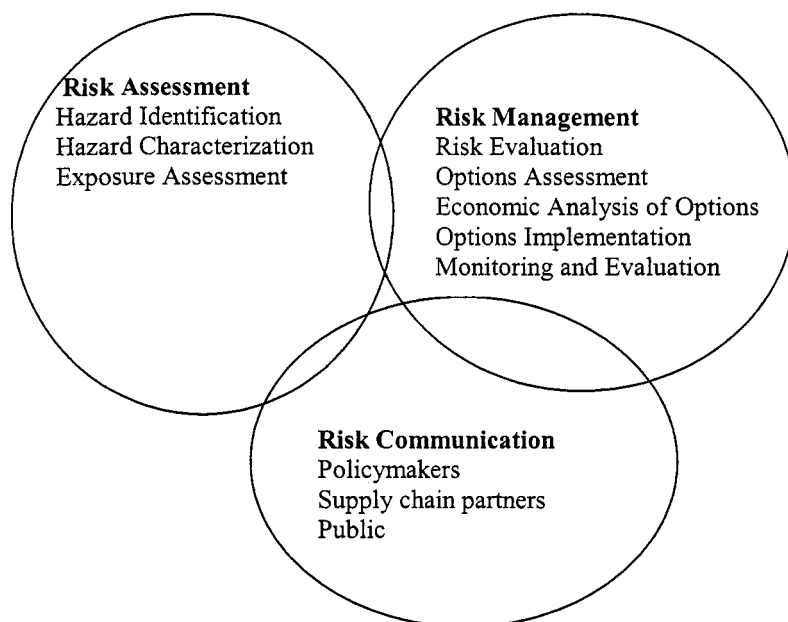 Risk Assessment
Hazard Identification
Hazard Characterization
Exposure Assessment
Risk Management
Risk Evaluation
Options Assessment
Economic Analysis of Options
Options Implementation
Monitoring and Evaluation
Risk Communication
Policymakers
Supply chain partners
Public